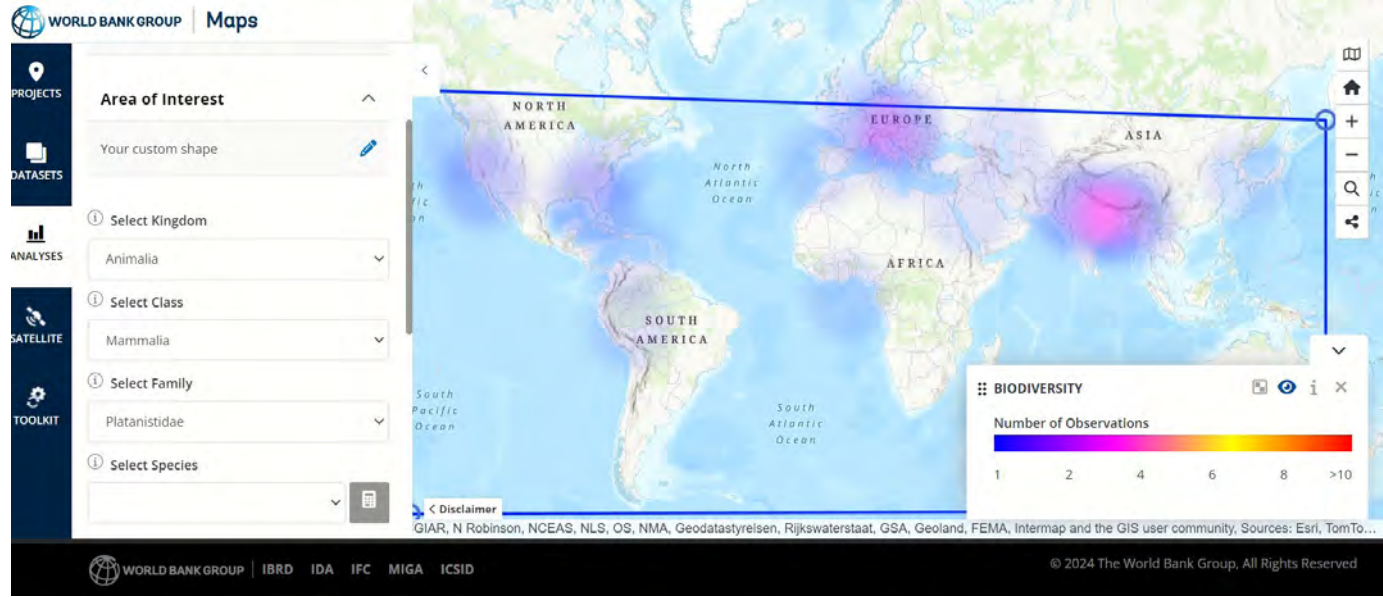 WORLD BANK GROUP Maps
PROJECTS
DATASETS
ANALYSES
SATELLITE
TOOLKIT
Area of Interest
Your custom shape
Select Kingdom
Animalia
Select Class
Mammalia
Select Family
Platanistidae
Select Species
NORTH
AMERICA
EUROPE
ASIA
North
Atlantic
Ocean
AFRICA
SOUTH
AMERICA
South
Pacific
Ocean
South
Atlantic
Ocean
BIODIVERSITY
Number of Observations
1 2 4 6 8 >10
< Disclaimer
GIAR, N Robinson, NCEAS, NLS, OS, NMA, Geodatastyrelsen, Rijkswaterstaat, GSA, Geoland, FEMA, Intermap and the GIS user community, Sources: Esri, TomTo...
WORLD BANK GROUP IBRD IDA IFC MIGA ICSID
© 2024 The World Bank Group, All Rights Reserved